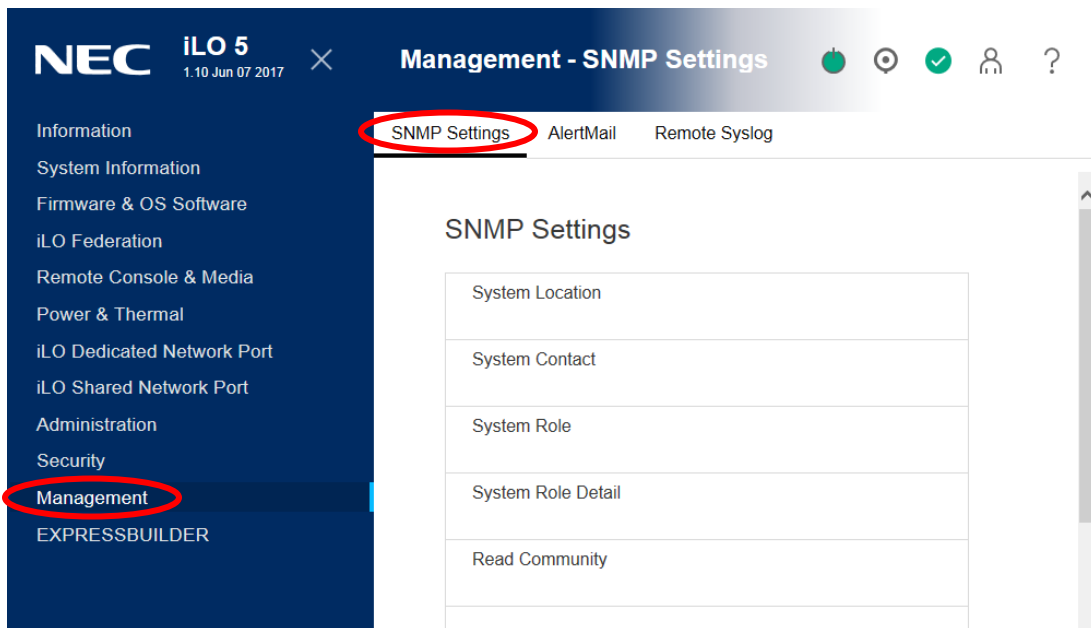 NEC iLO 5
1.10 Jun 07 2017
Management - SNMP Settings
?
Information
System Information
Firmware & OS Software
iLO Federation
Remote Console & Media
Power & Thermal
iLO Dedicated Network Port
iLO Shared Network Port
Administration
Security
Management
EXPRESSBUILDER
SNMP Settings AlertMail Remote Syslog
SNMP Settings
System Location
System Contact
System Role
System Role Detail
Read Community